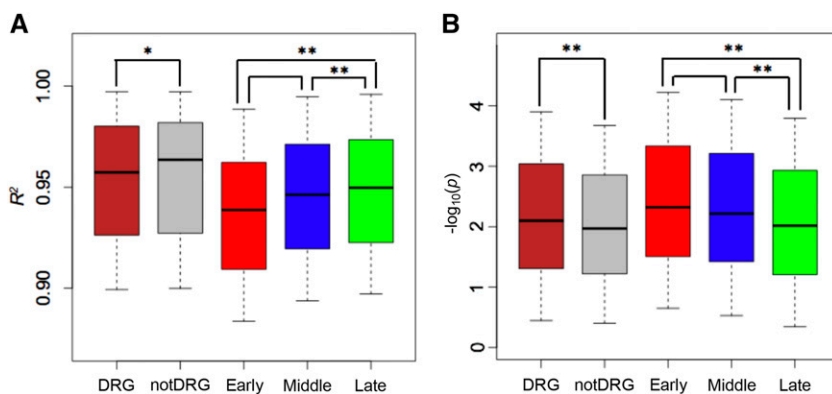 A
B
* ** **
** ** **
R²
1.00
0.95
0.90
DRG notDRG Early Middle Late
-log₁₀(p)
4
3
2
1
0
DRG notDRG Early Middle Late